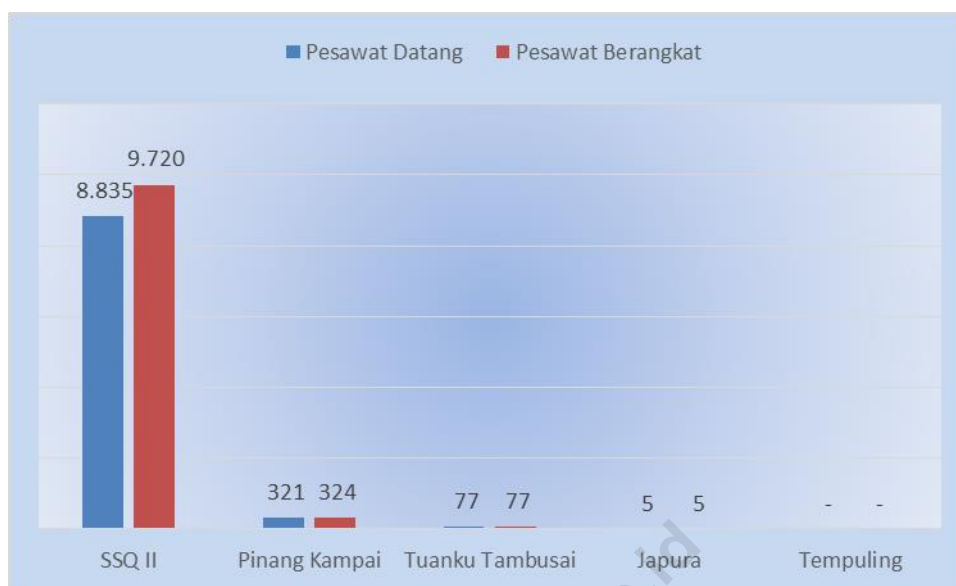 Pesawat Datang Pesawat Berangkat
9.720
8.835
321 324 77 77 5 5 - -
SSQ II Pinang Kampai Tuanku Tambusai Japura Tempuling
id